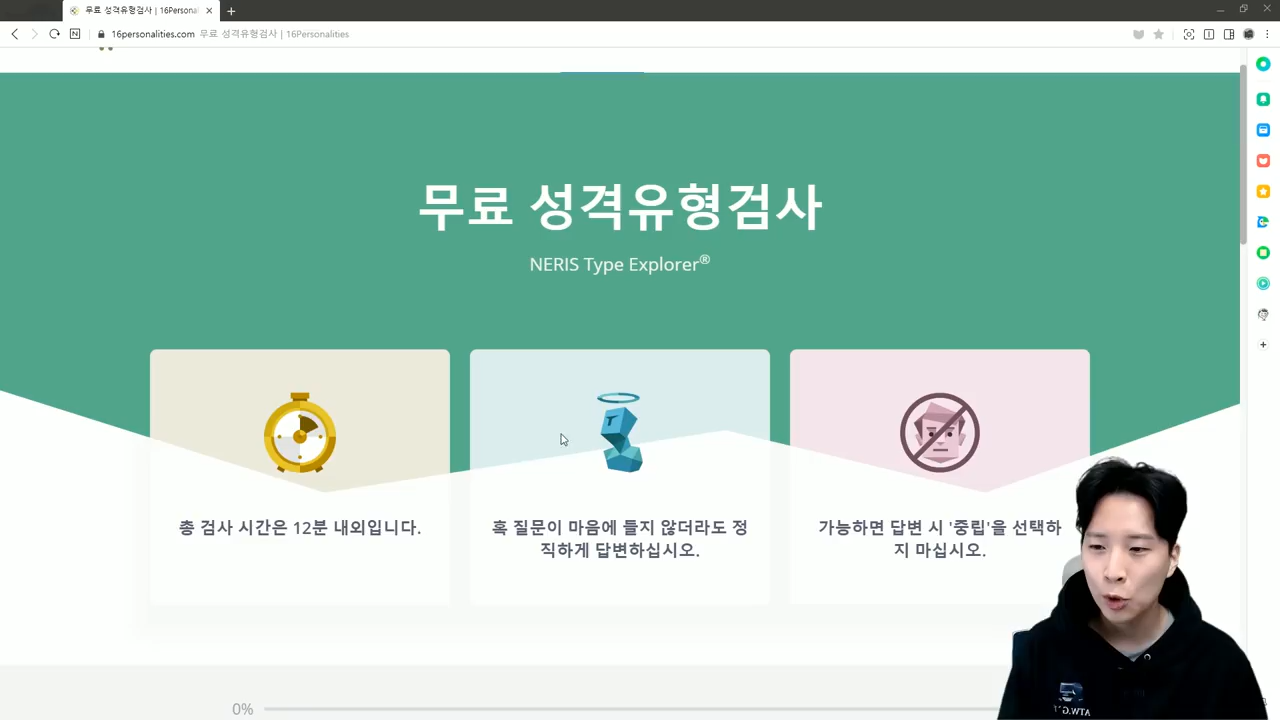 무료 성격유형검사 | 16Personal
16personalities.com 무료 성격유형검사 | 16Personalities
무료 성격유형검사
NERIS Type Explorer®
총 검사 시간은 12분 내외입니다.
혹 질문이 마음에 들지 않더라도 정
직하게 답변하십시오.
가능하면 답변 시 '중립'을 선택하
지 마십시오.
0%